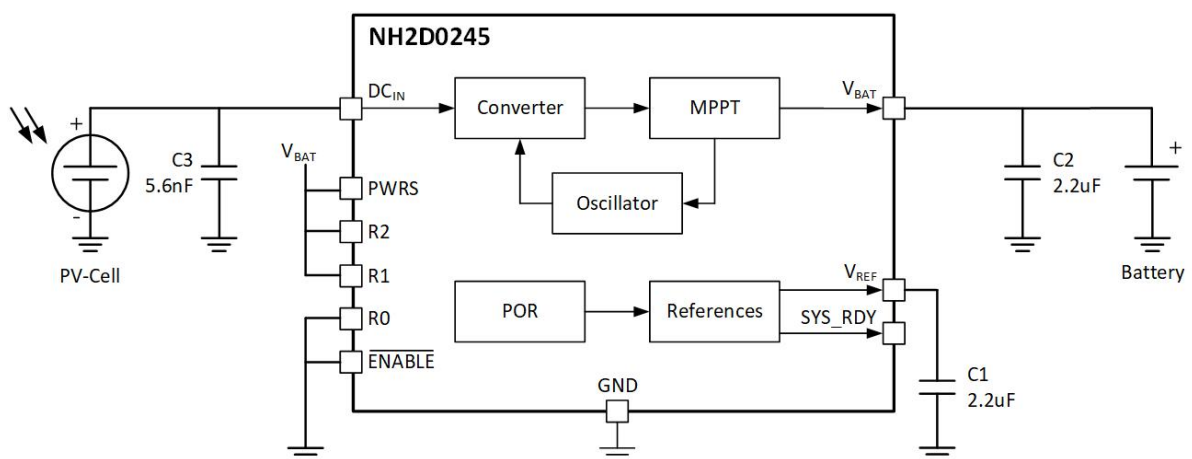 NH2D0245
DC_IN
Converter
MPPT
V_BAT
+
C3
5.6nF
V_BAT
PWRS
Oscillator
C2
2.2uF
+
-
R2
PV-Cell
R1
Battery
V_REF
R0
POR
References
SYS_RDY
ENABLE
GND
C1
2.2uF